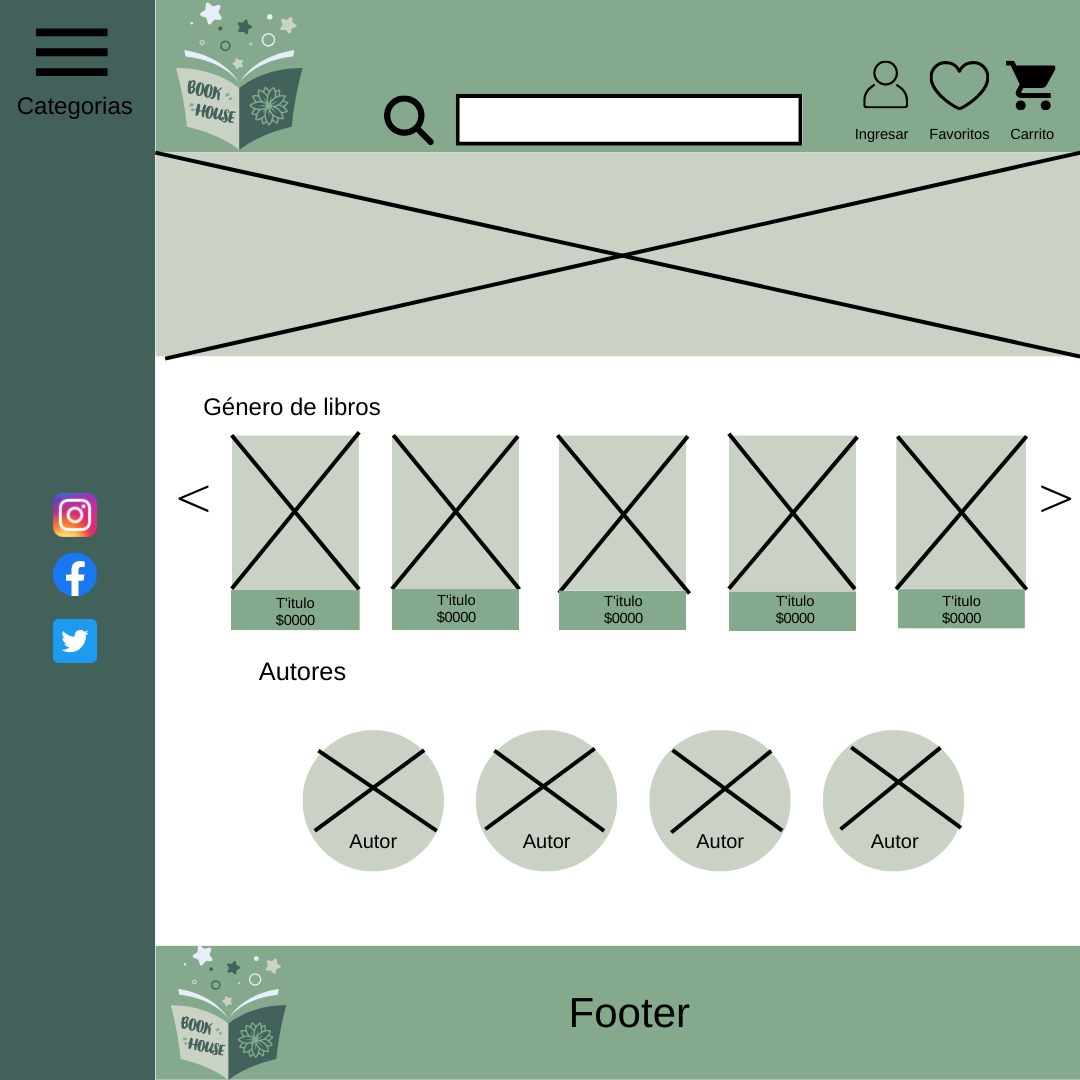 Categorias
BOOK
HOUSE
Ingresar
Favoritos
Carrito
Género de libros
<
>
T'itulo
$0000
T'itulo
$0000
T'itulo
$0000
T'itulo
$0000
T'itulo
$0000
Autores
Autor
Autor
Autor
Autor
BOOK
HOUSE
Footer